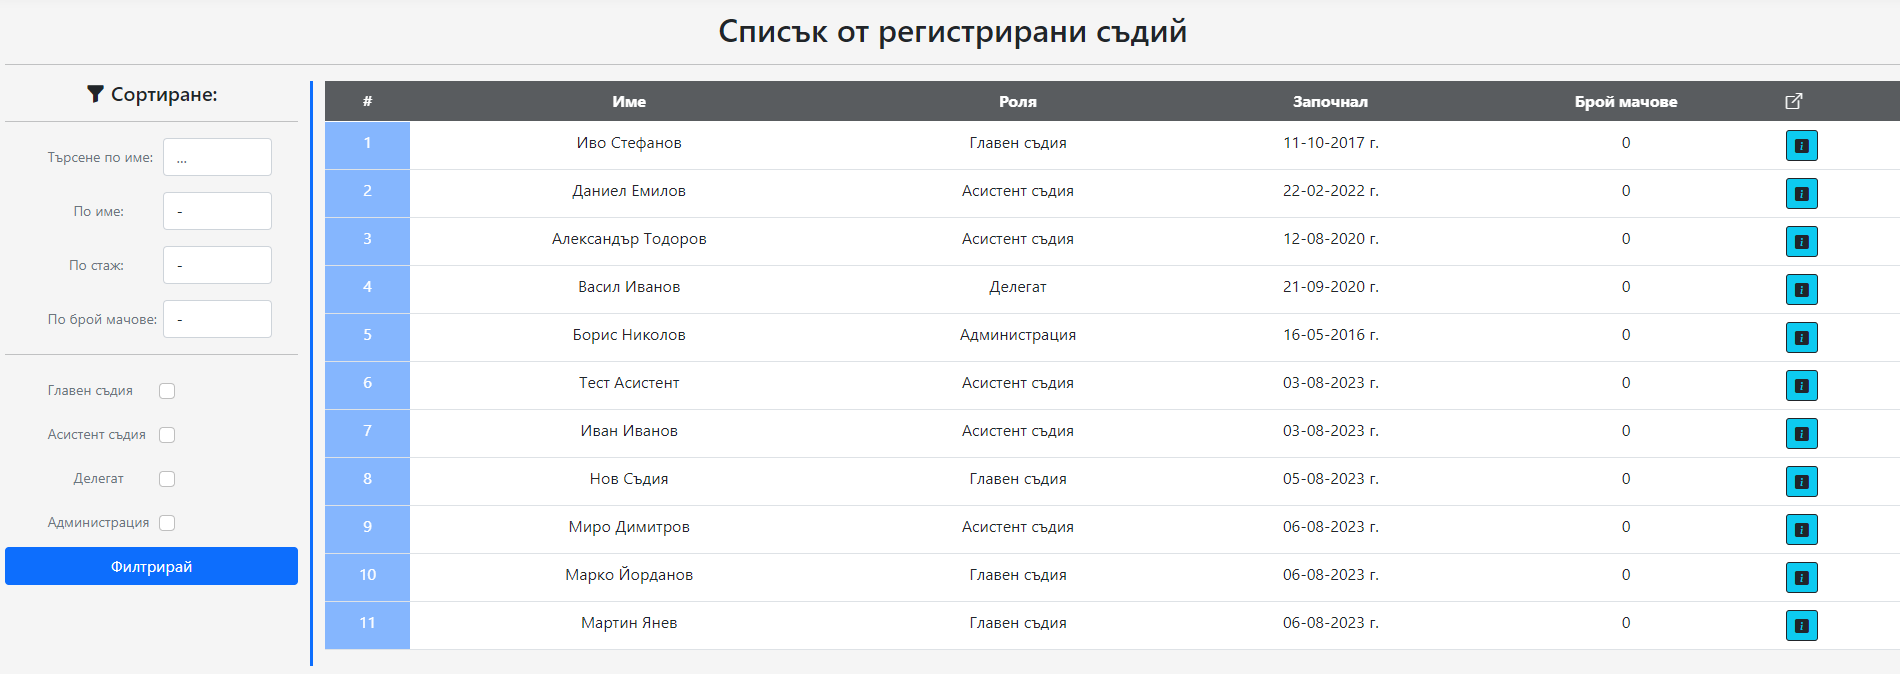 Списък от регистрирани съдий
Сортиране:
Търсене по име: ...
По име: -
По стаж: -
По брой мачове: -
Главен съдия
Асистент съдия
Делегат
Администрация
Филтрирай
# Име Роля Започнал Брой мачове
1 Иво Стефанов Главен съдия 11-10-2017 г. 0
2 Даниел Емилов Асистент съдия 22-02-2022 г. 0
3 Александър Тодоров Асистент съдия 12-08-2020 г. 0
4 Васил Иванов Делегат 21-09-2020 г. 0
5 Борис Николов Администрация 16-05-2016 г. 0
6 Тест Асистент Асистент съдия 03-08-2023 г. 0
7 Иван Иванов Асистент съдия 03-08-2023 г. 0
8 Нов Съдия Главен съдия 05-08-2023 г. 0
9 Миро Димитров Асистент съдия 06-08-2023 г. 0
10 Марко Йорданов Главен съдия 06-08-2023 г. 0
11 Мартин Янев Главен съдия 06-08-2023 г. 0